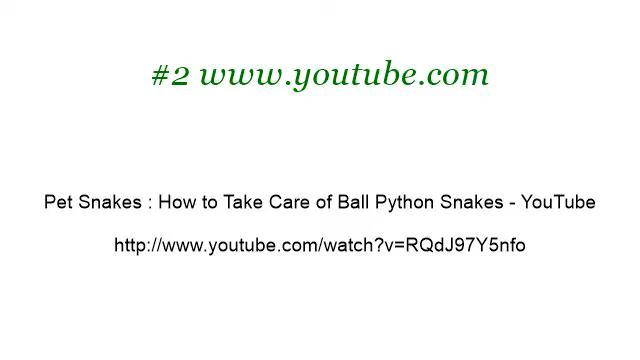 #2 www.youtube.com
Pet Snakes : How to Take Care of Ball Python Snakes - YouTube
http://www.youtube.com/watch?v=RQdJ97Y5nfo